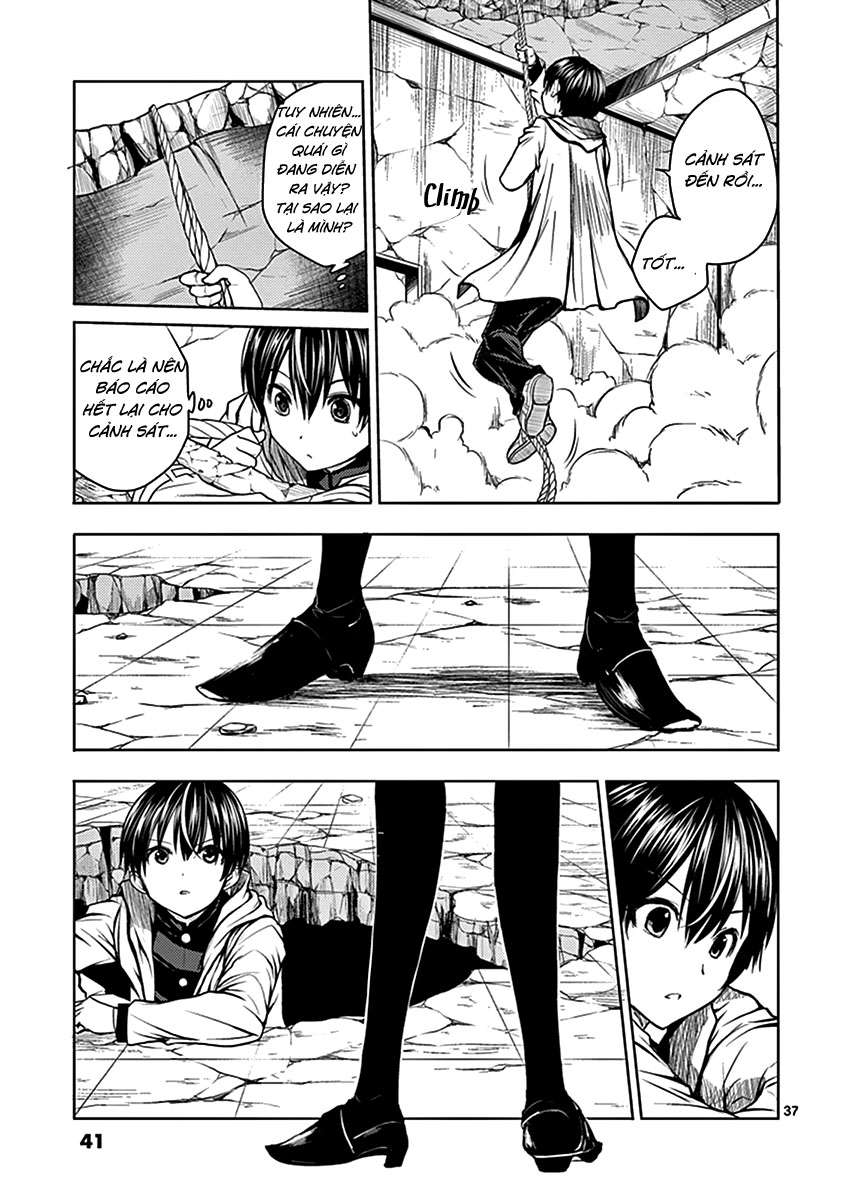 CẢNH SÁT
ĐẾN RỒI...
TỐT...
Climb
TUY NHIÊN...
CÁI CHUYỆN
QUÁI GÌ
ĐANG DIỄN
RA VẬY?
TẠI SAO LẠI
LÀ MÌNH?
CHẮC LÀ NÊN
BÁO CÁO
HẾT LẠI CHO
CẢNH SÁT...
37
41